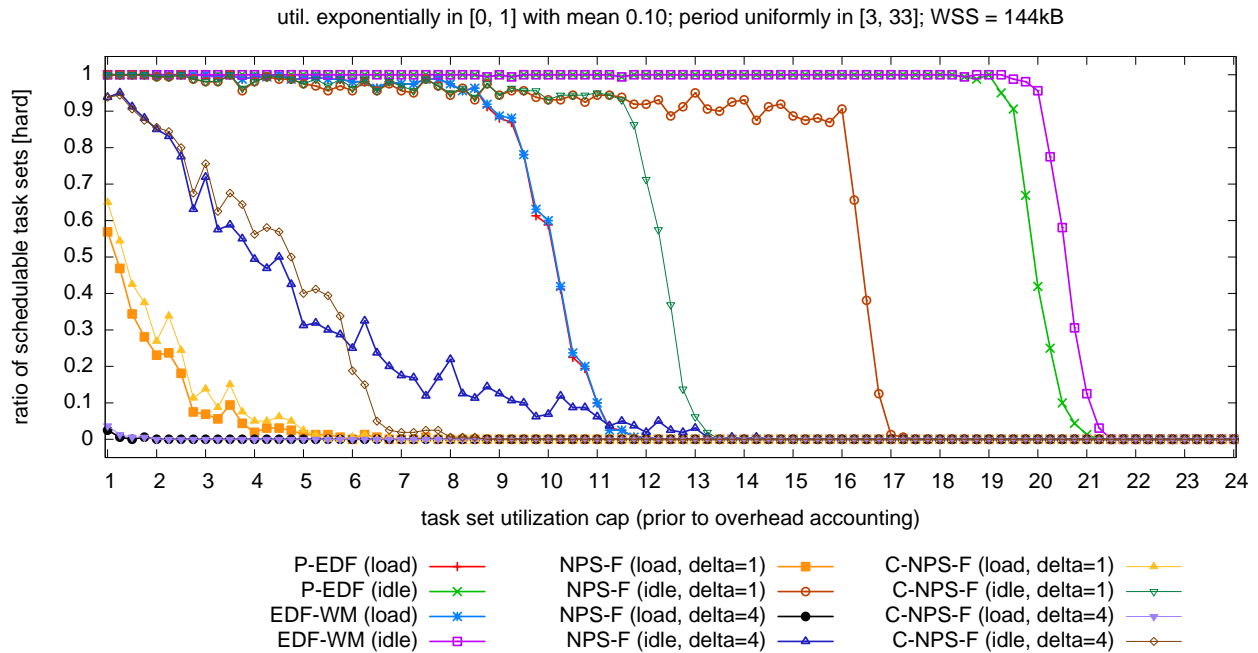 util. exponentially in [0, 1] with mean 0.10; period uniformly in [3, 33]; WSS = 144kB
ratio of schedulable task sets [hard]
1
0.9
0.8
0.7
0.6
0.5
0.4
0.3
0.2
0.1
0
1 2 3 4 5 6 7 8 9 10 11 12 13 14 15 16 17 18 19 20 21 22 23 24
task set utilization cap (prior to overhead accounting)
P-EDF (load) NPS-F (load, delta=1) C-NPS-F (load, delta=1)
P-EDF (idle) NPS-F (idle, delta=1) C-NPS-F (idle, delta=1)
EDF-WM (load) NPS-F (load, delta=4) C-NPS-F (load, delta=4)
EDF-WM (idle) NPS-F (idle, delta=4) C-NPS-F (idle, delta=4)